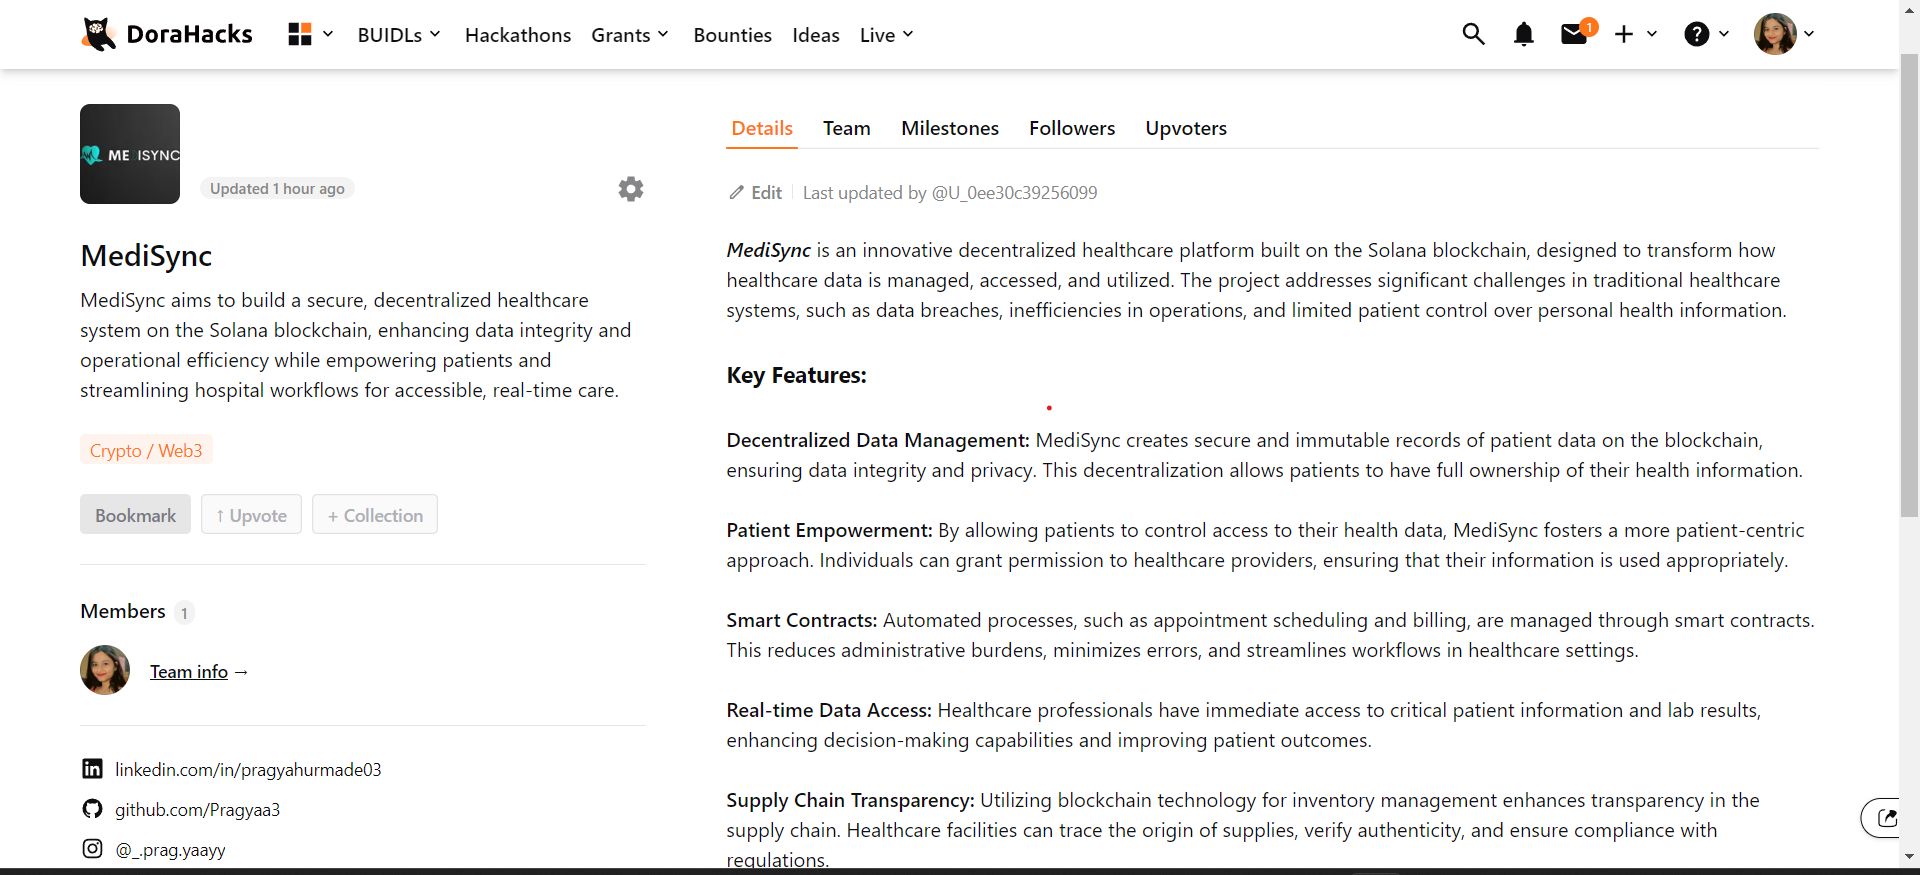 DoraHacks
BUIDLs
Hackathons
Grants
Bounties
Ideas
Live
1
MEDISYNC
Updated 1 hour ago
MediSync
MediSync aims to build a secure, decentralized healthcare
system on the Solana blockchain, enhancing data integrity and
operational efficiency while empowering patients and
streamlining hospital workflows for accessible, real-time care.
Crypto / Web3
Bookmark
↑ Upvote
+ Collection
Members 1
Team info →
linkedin.com/in/pragyahurmade03
github.com/Pragyaa3
@_.prag.yaayy
Details
Team
Milestones
Followers
Upvoters
Edit
Last updated by @U_0ee30c39256099
MediSync is an innovative decentralized healthcare platform built on the Solana blockchain, designed to transform how
healthcare data is managed, accessed, and utilized. The project addresses significant challenges in traditional healthcare
systems, such as data breaches, inefficiencies in operations, and limited patient control over personal health information.
Key Features:
Decentralized Data Management: MediSync creates secure and immutable records of patient data on the blockchain,
ensuring data integrity and privacy. This decentralization allows patients to have full ownership of their health information.
Patient Empowerment: By allowing patients to control access to their health data, MediSync fosters a more patient-centric
approach. Individuals can grant permission to healthcare providers, ensuring that their information is used appropriately.
Smart Contracts: Automated processes, such as appointment scheduling and billing, are managed through smart contracts.
This reduces administrative burdens, minimizes errors, and streamlines workflows in healthcare settings.
Real-time Data Access: Healthcare professionals have immediate access to critical patient information and lab results,
enhancing decision-making capabilities and improving patient outcomes.
Supply Chain Transparency: Utilizing blockchain technology for inventory management enhances transparency in the
supply chain. Healthcare facilities can trace the origin of supplies, verify authenticity, and ensure compliance with
regulations.